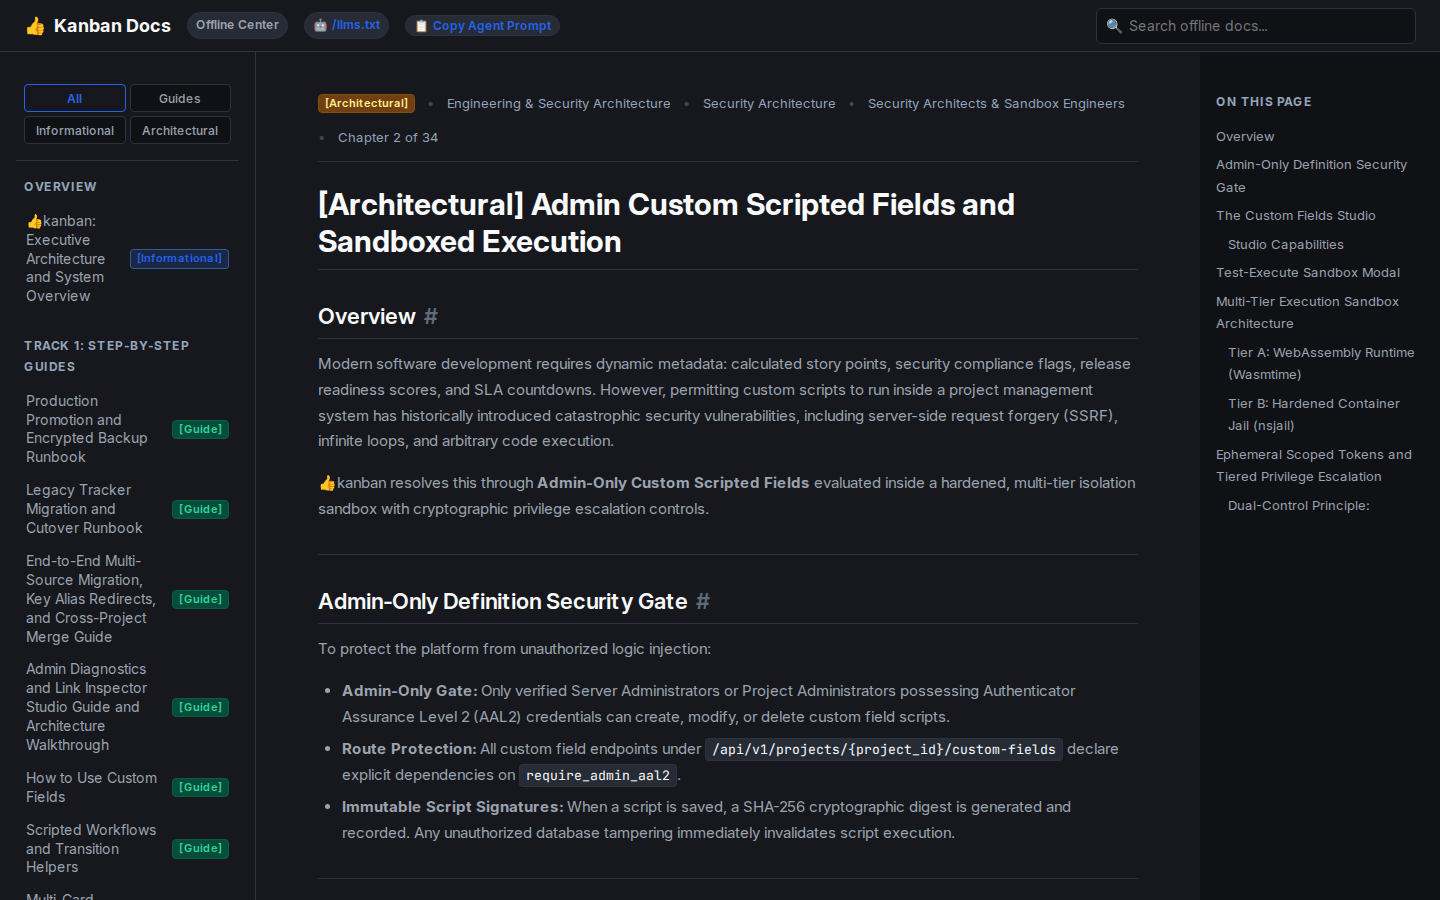 👍 Kanban Docs
Offline Center
🤖 /llms.txt
📋 Copy Agent Prompt
🔍 Search offline docs...
All
Guides
Informational
Architectural
OVERVIEW
👍kanban:
Executive
Architecture
and System
Overview
[Informational]
TRACK 1: STEP-BY-STEP
GUIDES
Production
Promotion and
Encrypted Backup
Runbook
[Guide]
Legacy Tracker
Migration and
Cutover Runbook
[Guide]
End-to-End Multi-
Source Migration,
Key Alias Redirects,
and Cross-Project
Merge Guide
[Guide]
Admin Diagnostics
and Link Inspector
Studio Guide and
Architecture
Walkthrough
[Guide]
How to Use Custom
Fields
[Guide]
Scripted Workflows
and Transition
Helpers
[Guide]
Multi-Card
[Architectural] • Engineering & Security Architecture • Security Architecture • Security Architects & Sandbox Engineers
• Chapter 2 of 34
[Architectural] Admin Custom Scripted Fields and
Sandboxed Execution
Overview #
Modern software development requires dynamic metadata: calculated story points, security compliance flags, release
readiness scores, and SLA countdowns. However, permitting custom scripts to run inside a project management
system has historically introduced catastrophic security vulnerabilities, including server-side request forgery (SSRF),
infinite loops, and arbitrary code execution.
👍kanban resolves this through Admin-Only Custom Scripted Fields evaluated inside a hardened, multi-tier isolation
sandbox with cryptographic privilege escalation controls.
Admin-Only Definition Security Gate #
To protect the platform from unauthorized logic injection:
• Admin-Only Gate: Only verified Server Administrators or Project Administrators possessing Authenticator
Assurance Level 2 (AAL2) credentials can create, modify, or delete custom field scripts.
• Route Protection: All custom field endpoints under /api/v1/projects/{project_id}/custom-fields declare
explicit dependencies on require_admin_aal2.
• Immutable Script Signatures: When a script is saved, a SHA-256 cryptographic digest is generated and
recorded. Any unauthorized database tampering immediately invalidates script execution.
ON THIS PAGE
Overview
Admin-Only Definition Security
Gate
The Custom Fields Studio
Studio Capabilities
Test-Execute Sandbox Modal
Multi-Tier Execution Sandbox
Architecture
Tier A: WebAssembly Runtime
(Wasmtime)
Tier B: Hardened Container
Jail (nsjail)
Ephemeral Scoped Tokens and
Tiered Privilege Escalation
Dual-Control Principle: